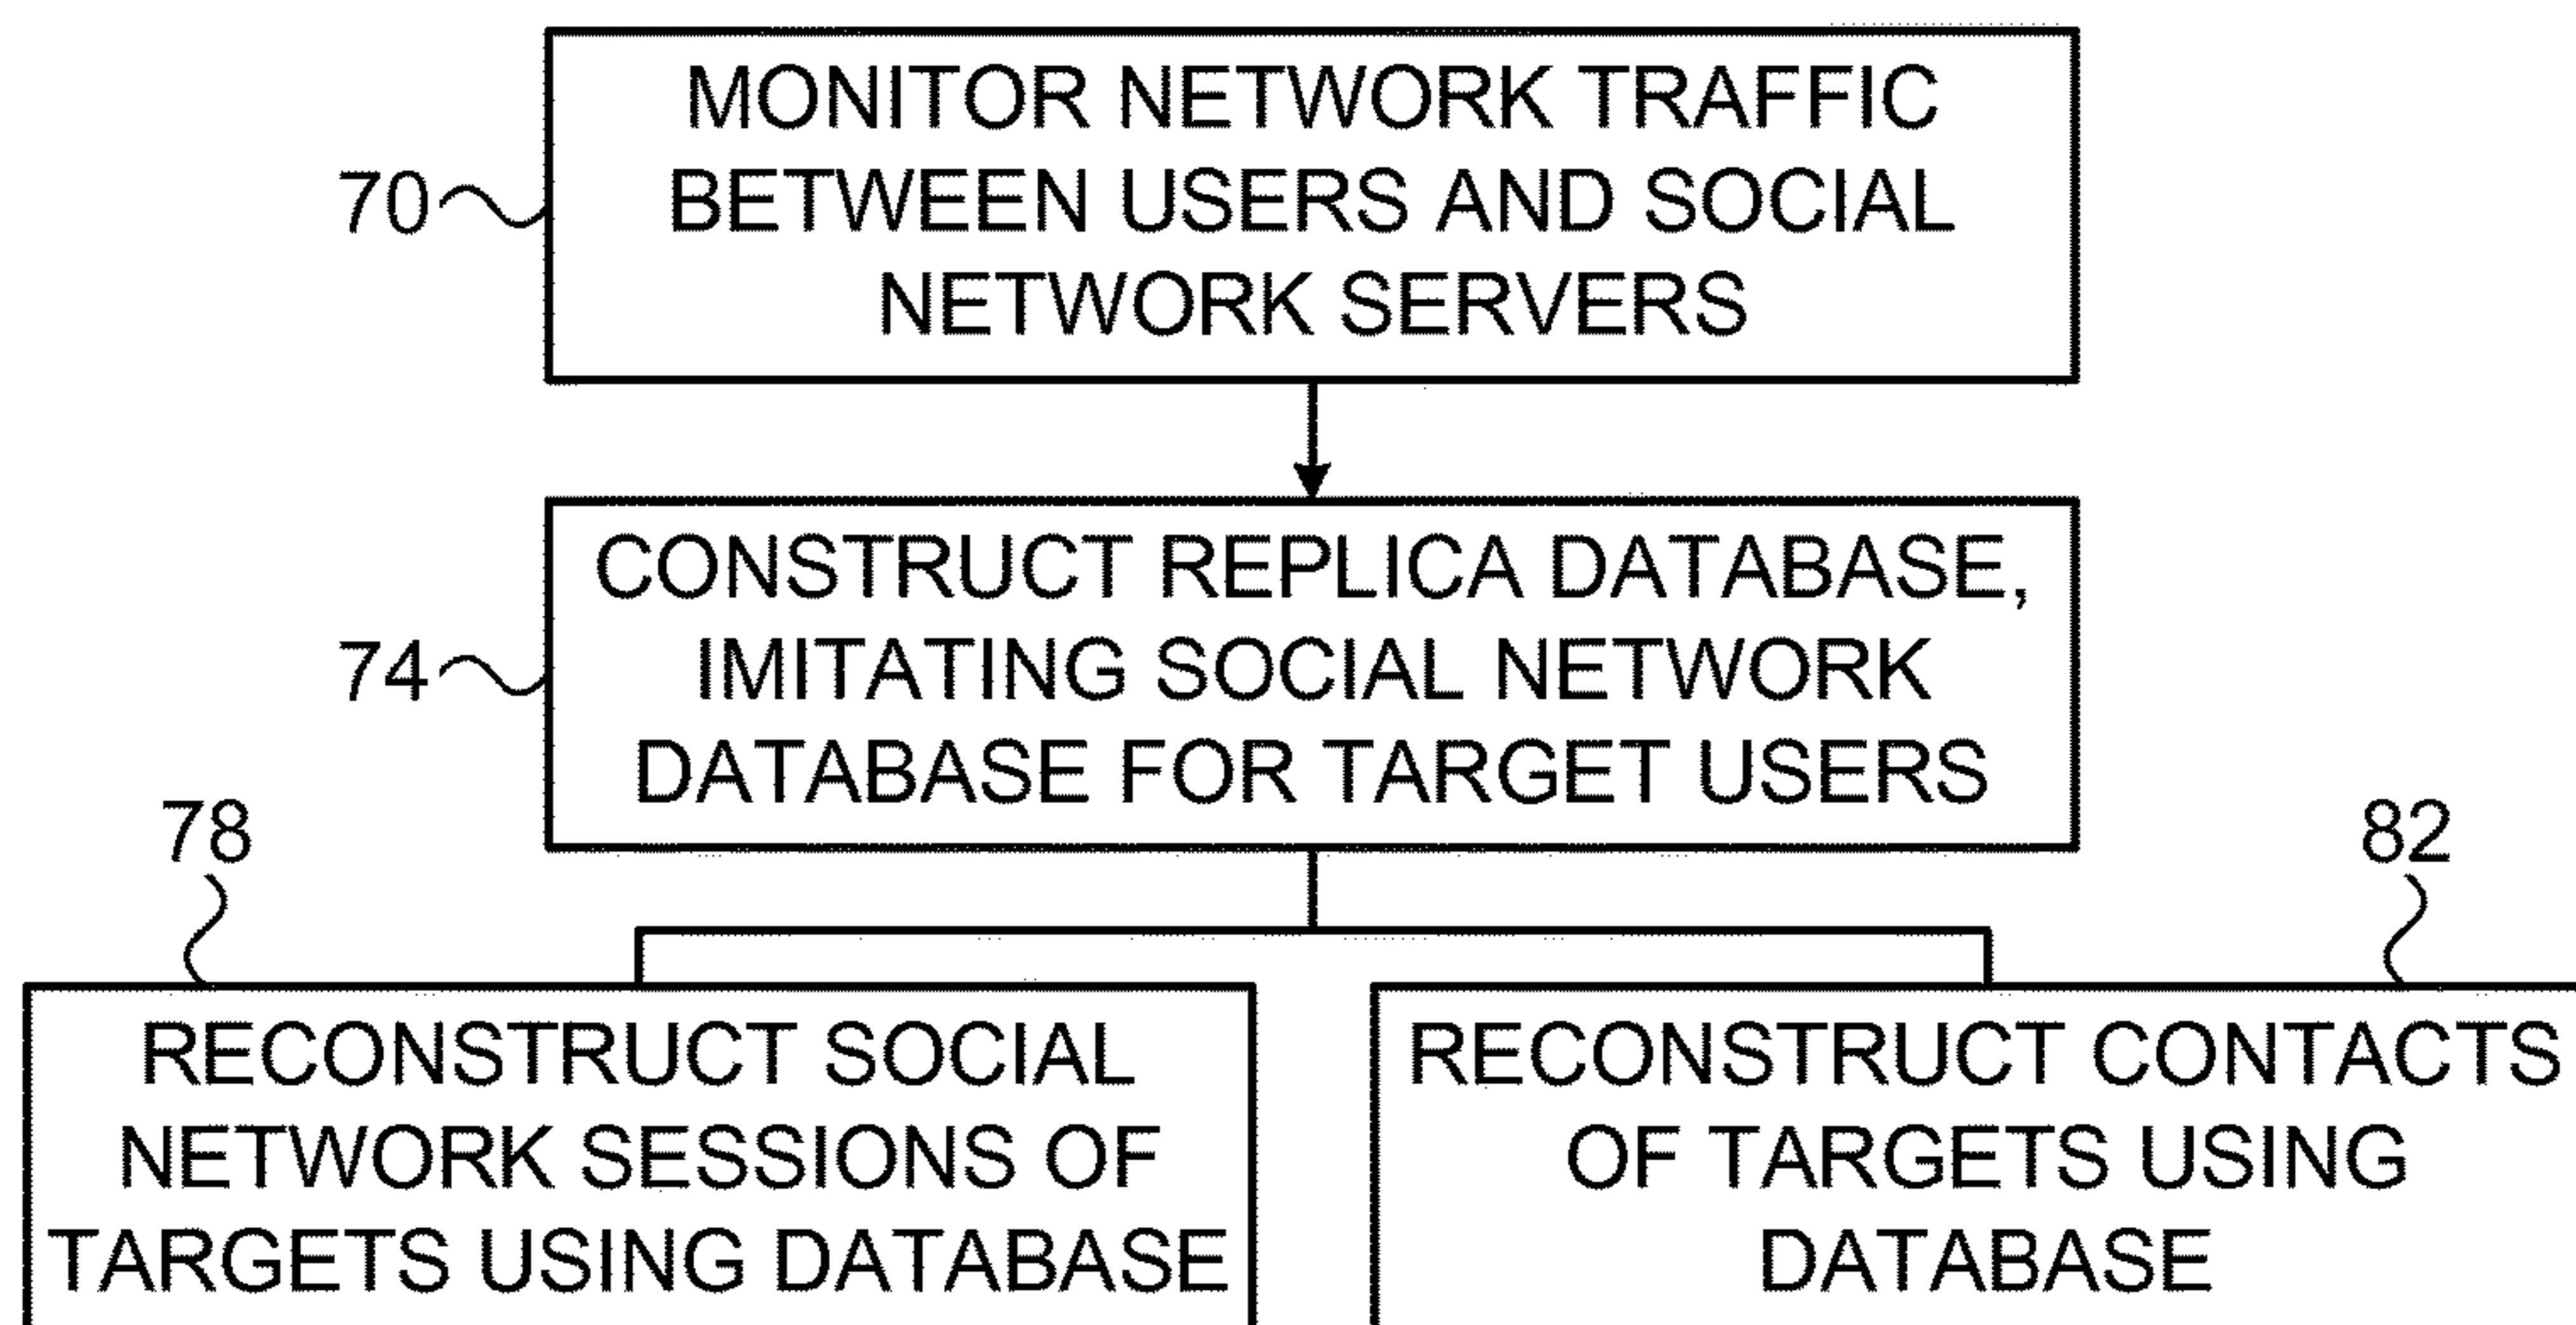 MONITOR NETWORK TRAFFIC
BETWEEN USERS AND SOCIAL
NETWORK SERVERS
70
CONSTRUCT REPLICA DATABASE,
IMITATING SOCIAL NETWORK
DATABASE FOR TARGET USERS
74
78
82
RECONSTRUCT SOCIAL
NETWORK SESSIONS OF
TARGETS USING DATABASE
RECONSTRUCT CONTACTS
OF TARGETS USING
DATABASE